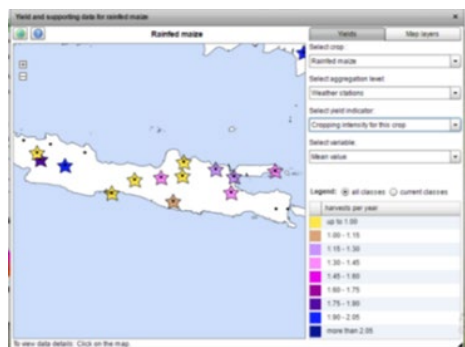 Yield and supporting data for rainfed maize
Rainfed maize
Yields
Map layers
Select crop:
Rainfed maize
Select aggregation level:
Weather stations
Select yield indicator:
Cropping intensity for this crop
Select variable:
Mean value
Legend: all classes current classes
harvests per year
up to 1.00
1.00 - 1.15
1.15 - 1.30
1.30 - 1.45
1.45 - 1.60
1.60 - 1.75
1.75 - 1.90
1.90 - 2.05
more than 2.05
To view data details: Click on the map.